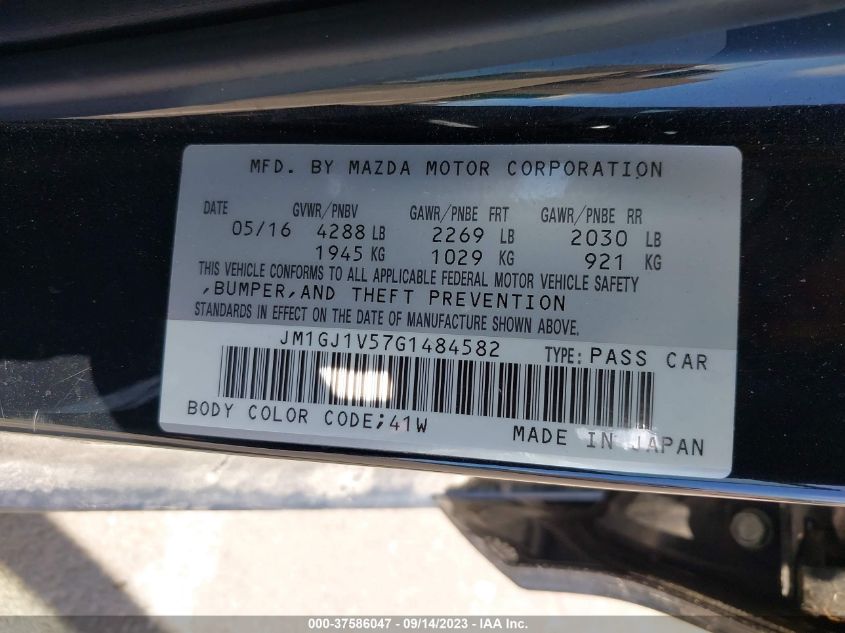 MFD. BY MAZDA MOTOR CORPORATION
DATE GVWR/PNBV GAWR/PNBE FRT GAWR/PNBE RR
05/16 4288 LB 2269 LB 2030 LB
1945 KG 1029 KG 921 KG
THIS VEHICLE CONFORMS TO ALL APPLICABLE FEDERAL MOTOR VEHICLE SAFETY
,BUMPER,AND THEFT PREVENTION
STANDARDS IN EFFECT ON THE DATE OF MANUFACTURE SHOWN ABOVE.
JM1GJ1V57G1484582 TYPE: PASS CAR
BODY COLOR CODE;41W
MADE IN JAPAN
000-37586047 - 09/14/2023 - IAA Inc.